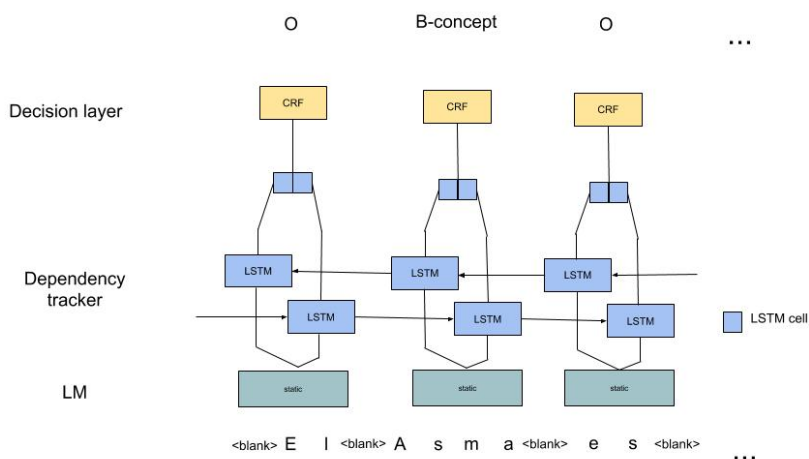 O B-concept O ...
Decision layer CRF CRF CRF
LSTM LSTM LSTM
Dependency
tracker
LSTM LSTM LSTM LSTM cell
LM static static static
<blank> E l <blank> A s m a <blank> e s <blank> ...